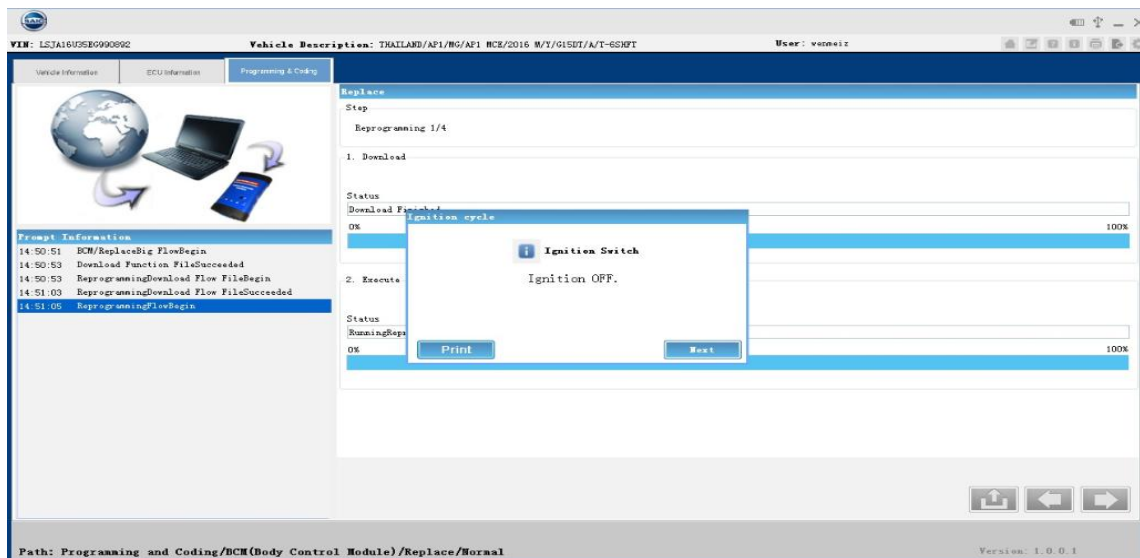 SAIC
VIN: LSJA16U35EG990892 Vehicle Description: THAILAND/AP1/MG/AP1 MCE/2016 M/Y/G15DT/A/T-6SHFT User: venmeiz
Vehicle Information ECU Information Programming & Coding
Replace
Step
Reprogramming 1/4
1. Download
Status
Download Finished
0% 100%
Ignition cycle
Ignition Switch
Ignition OFF.
Print Next
Prompt Information
14:50:51 BCM/ReplaceBig FlowBegin
14:50:53 Download Function FileSucceeded
14:50:53 ReprogrammingDownload Flow FileBegin
14:51:03 ReprogrammingDownload Flow FileSucceeded
14:51:05 ReprogrammingFlowBegin
2. Execute
Status
RunningRepr
0% 100%
Path: Programming and Coding/BCM(Body Control Module)/Replace/Normal Version: 1.0.0.1